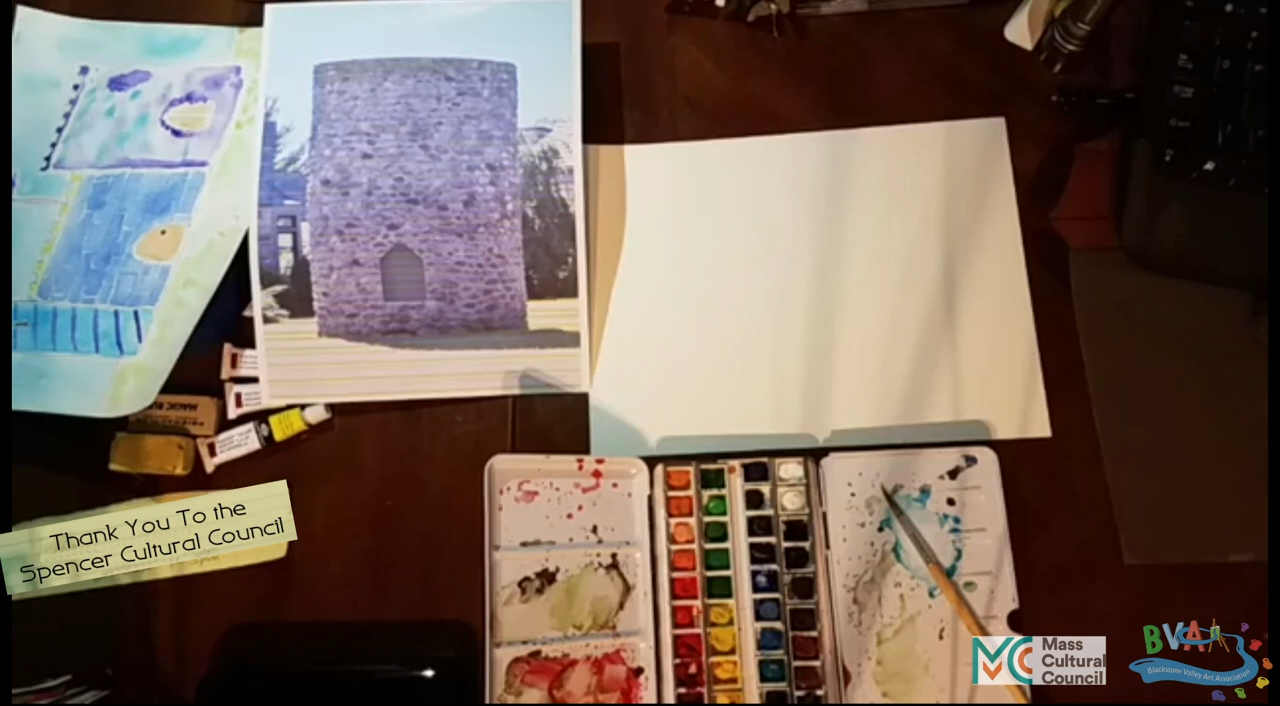 Thank You To the
Spencer Cultural Council
Mass
Cultural
Council
BVAA
Blackstone Valley Art Association